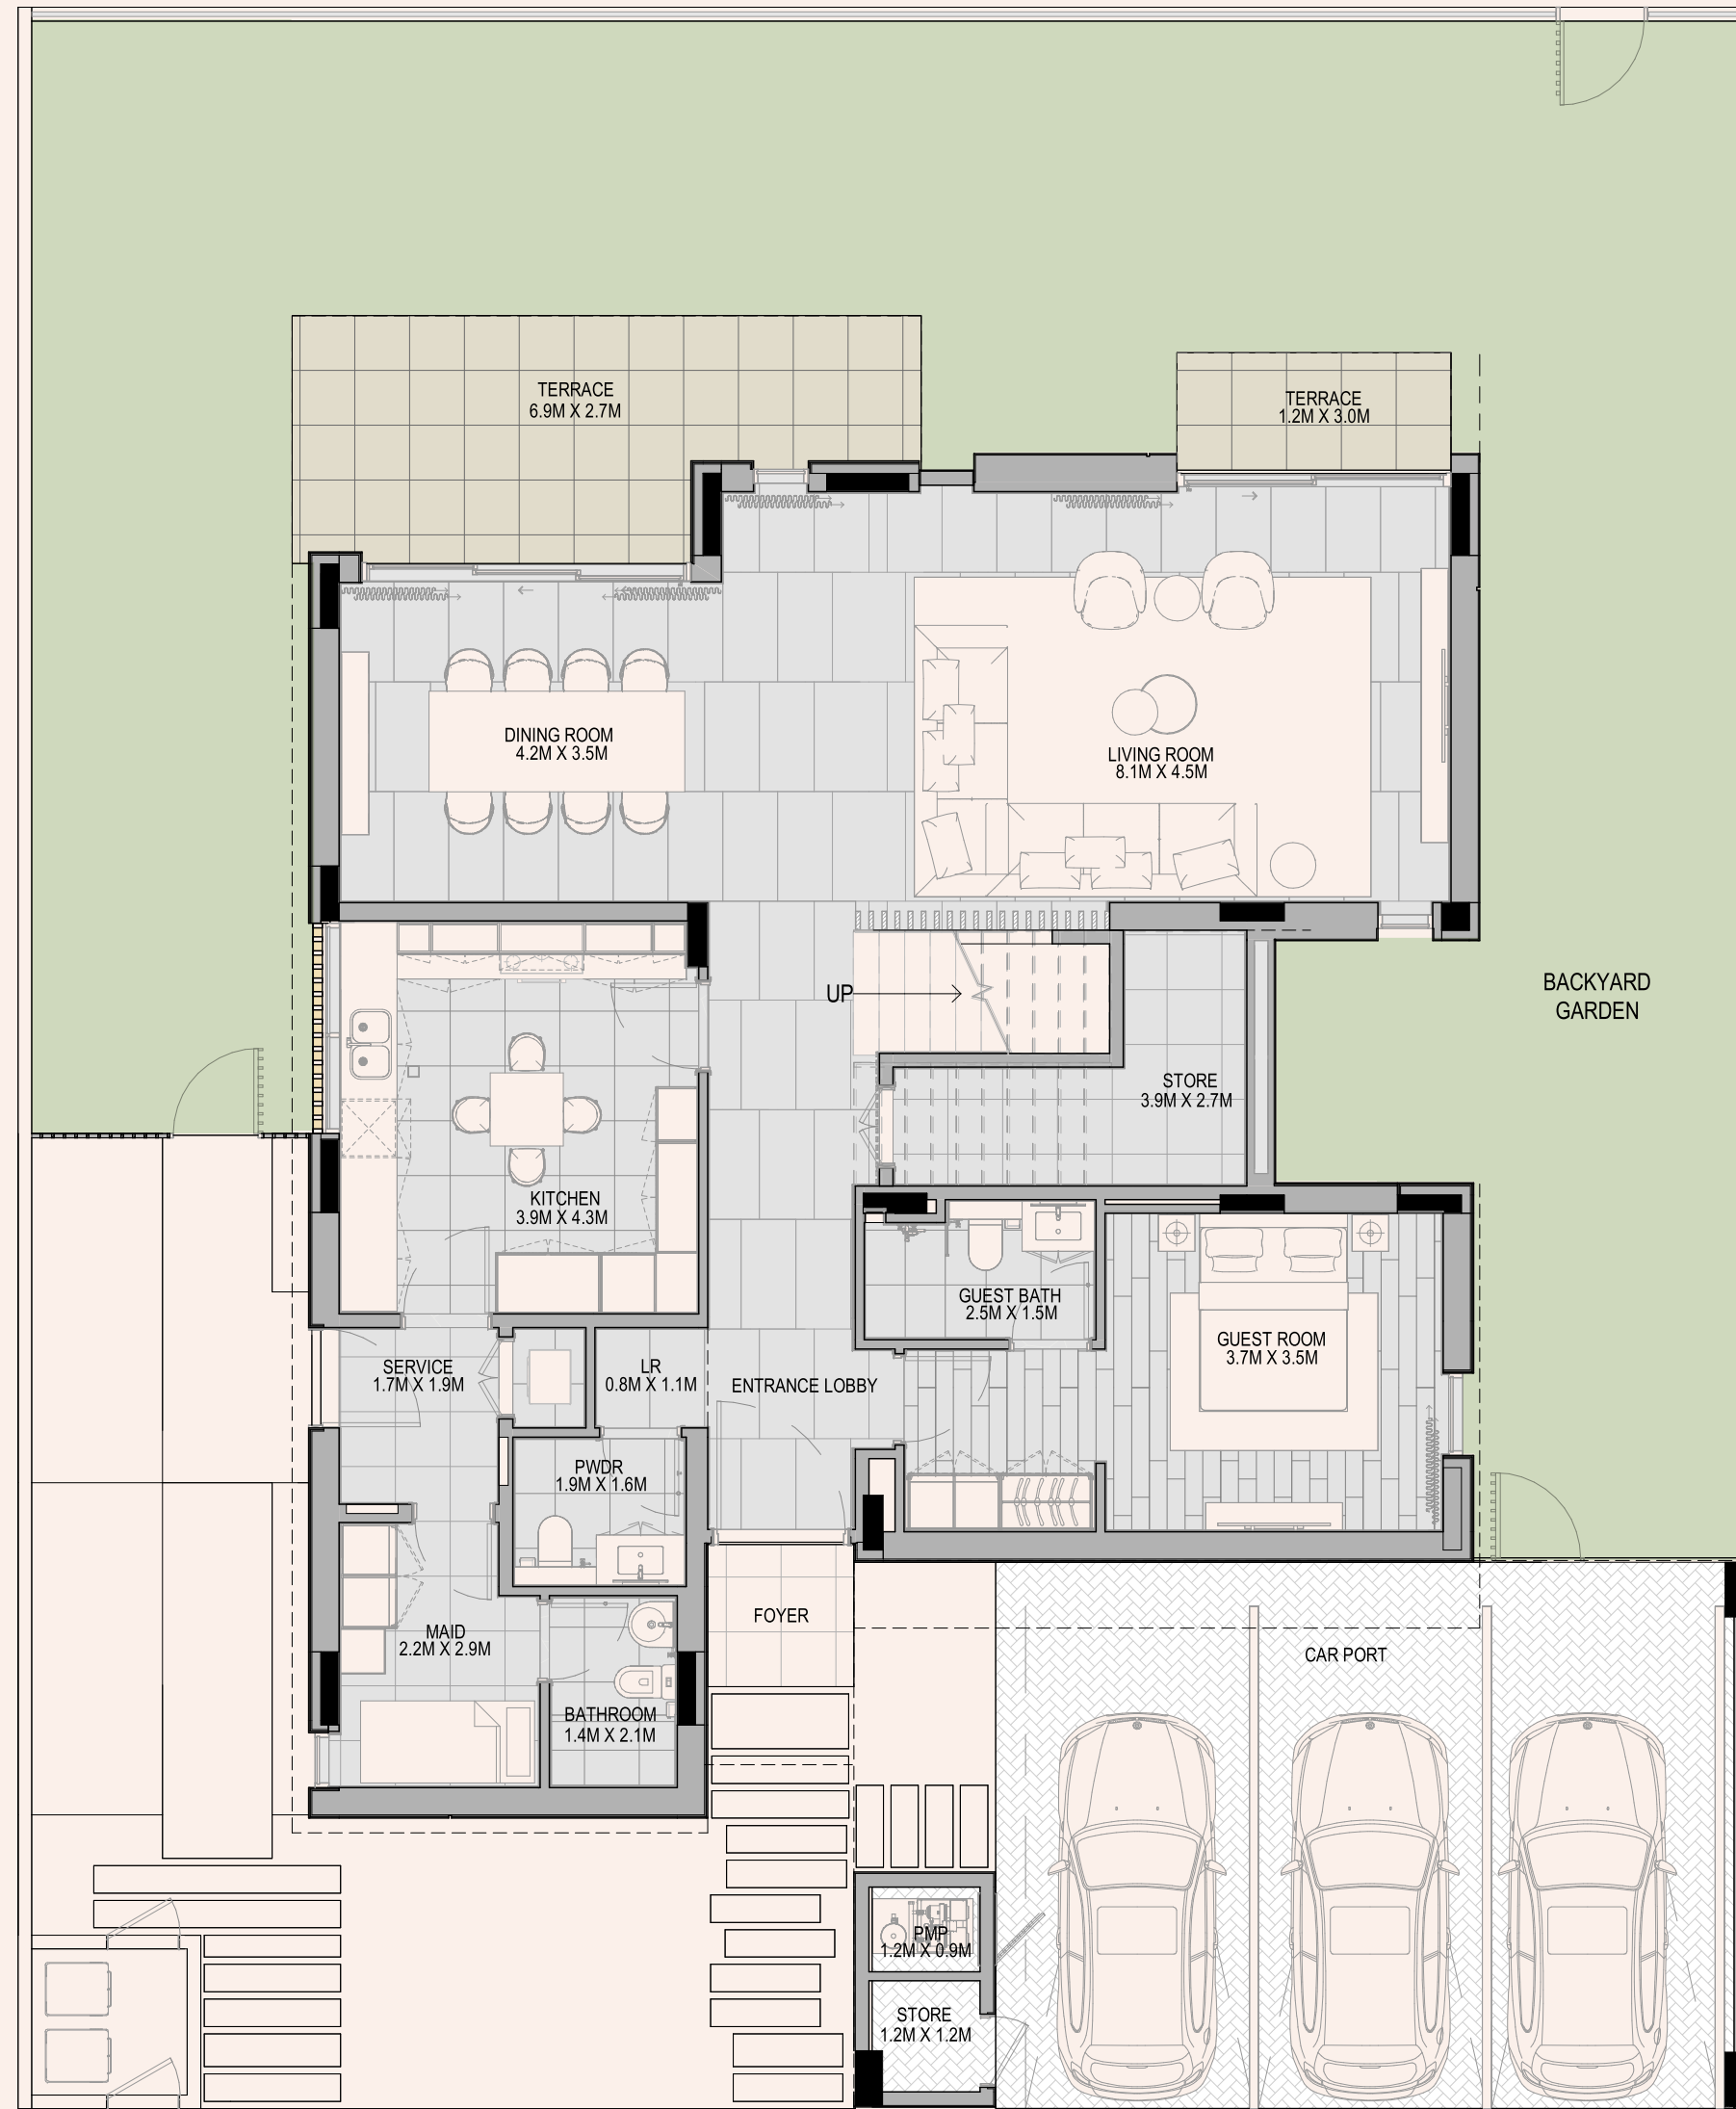 TERRACE
6.9M X 2.7M
TERRACE
1.2M X 3.0M
DINING ROOM
4.2M X 3.5M
LIVING ROOM
8.1M X 4.5M
UP
BACKYARD
GARDEN
STORE
3.9M X 2.7M
KITCHEN
3.9M X 4.3M
GUEST BATH
2.5M X 1.5M
GUEST ROOM
3.7M X 3.5M
SERVICE
1.7M X 1.9M
LR
0.8M X 1.1M
ENTRANCE LOBBY
PWDR
1.9M X 1.6M
FOYER
MAID
2.2M X 2.9M
CAR PORT
BATHROOM
1.4M X 2.1M
PMP
1.2M X 0.9M
STORE
1.2M X 1.2M